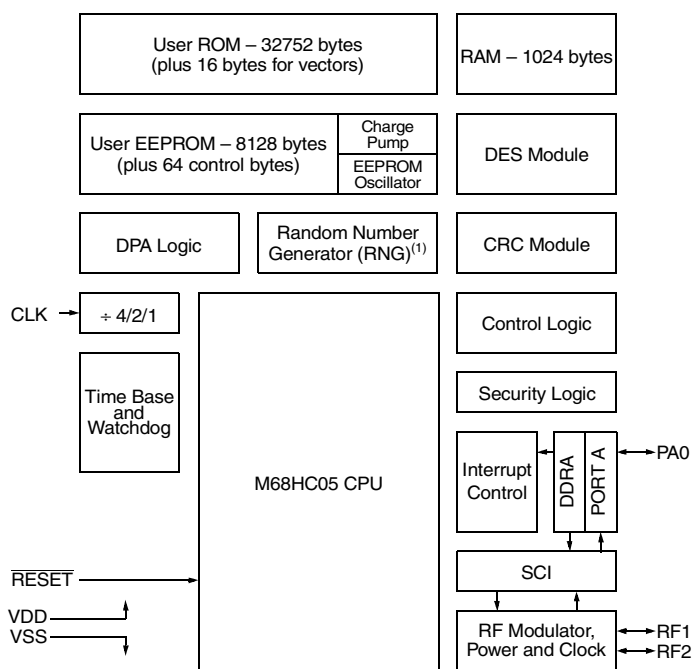 User ROM – 32752 bytes
(plus 16 bytes for vectors)
RAM – 1024 bytes
User EEPROM – 8128 bytes
(plus 64 control bytes)
Charge
Pump
EEPROM
Oscillator
DES Module
DPA Logic
Random Number
Generator (RNG)(1)
CRC Module
CLK
÷ 4/2/1
Control Logic
Time Base
and
Watchdog
Security Logic
M68HC05 CPU
Interrupt
Control
DDRA
PORT A
PA0
RESET
SCI
VDD
VSS
RF Modulator,
Power and Clock
RF1
RF2